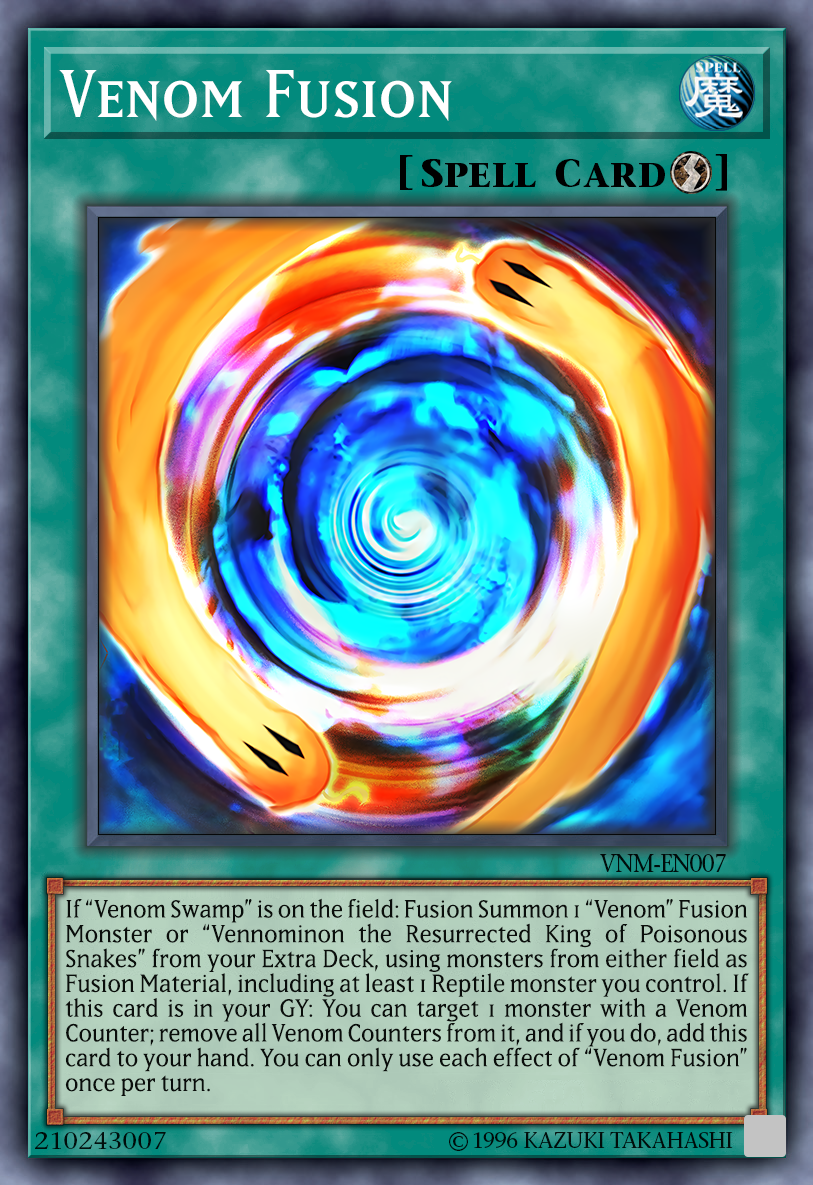 VENOM FUSION
SPELL
魔
[SPELL CARD]
VNM-EN007
If “Venom Swamp” is on the field: Fusion Summon 1 “Venom” Fusion
Monster or “Vennominon the Resurrected King of Poisonous
Snakes” from your Extra Deck, using monsters from either field as
Fusion Material, including at least 1 Reptile monster you control. If
this card is in your GY: You can target 1 monster with a Venom
Counter; remove all Venom Counters from it, and if you do, add this
card to your hand. You can only use each effect of “Venom Fusion”
once per turn.
210243007
© 1996 KAZUKI TAKAHASHI